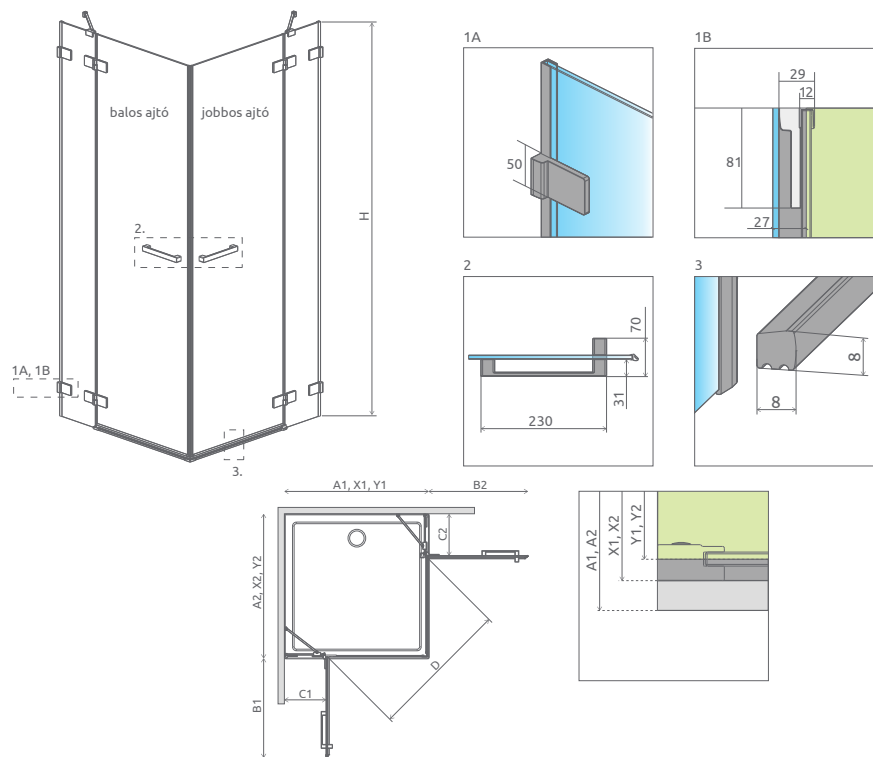 balos ajtó
jobbos ajtó
H
2.
1A, 1B
3.
1A
50
1B
29
12
81
27
2
70
31
230
3
8
8
A1, X1, Y1
B2
C2
A2, X2, Y2
D
C1
B1
A1, A2
X1, X2
Y1, Y2